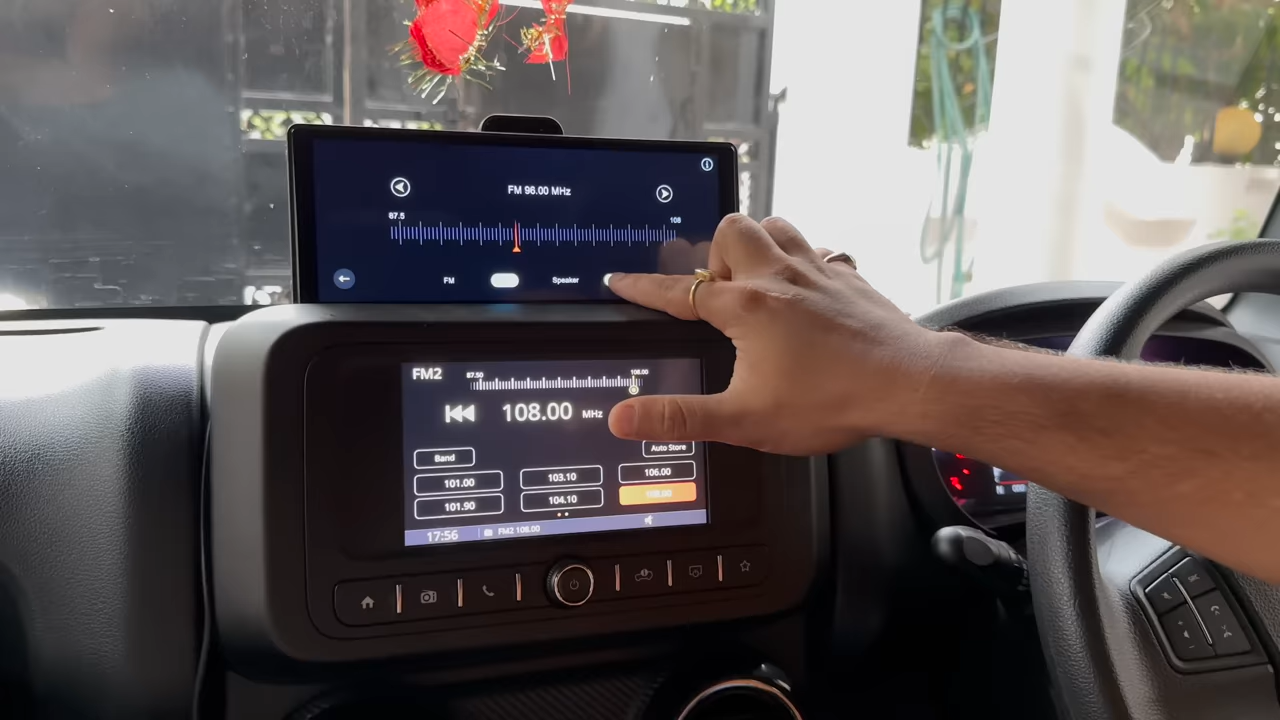 FM 96.00 MHz
87.5
108
FM
Speaker
FM2
87.50
108.00
108.00 MHz
Band
Auto Store
101.00
103.10
106.00
101.90
104.10
108.00
17:56
FM2 108.00